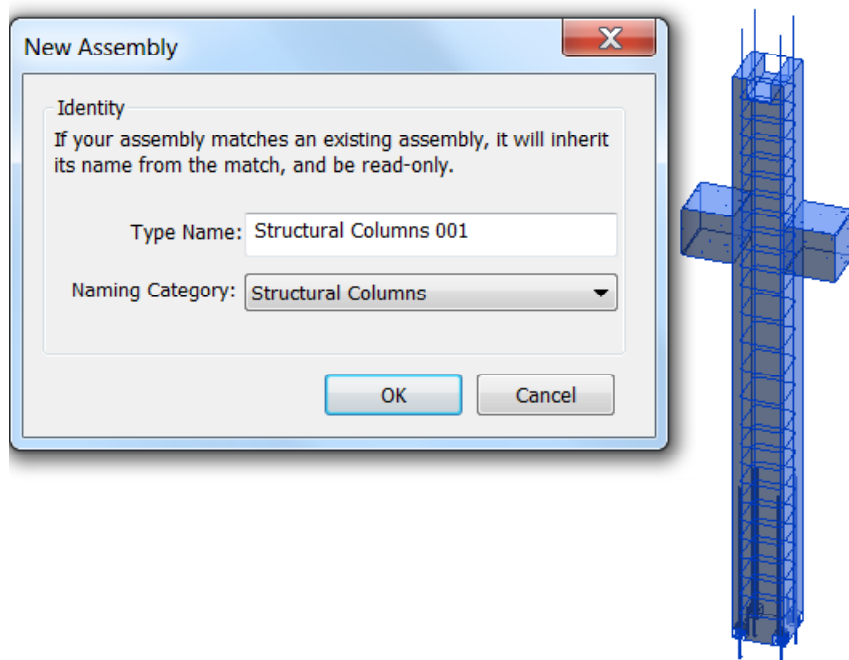 New Assembly
Identity
If your assembly matches an existing assembly, it will inherit
its name from the match, and be read-only.
Type Name: Structural Columns 001
Naming Category: Structural Columns
OK Cancel